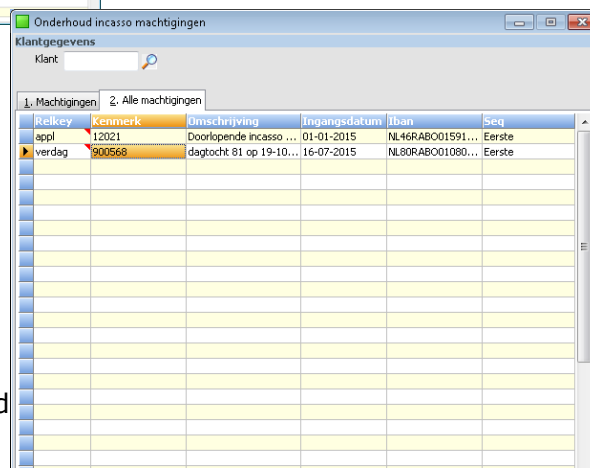 Onderhoud incasso machtigingen
Klantgegevens
Klant
1. Machtigingen 2. Alle machtigingen
Relkey Kenmerk Omschrijving Ingangsdatum Iban Seq
appl 12021 Doorlopende incasso ... 01-01-2015 NL46RABO01591... Eerste
verdag 900568 dagtocht 81 op 19-10... 16-07-2015 NL80RABO01080... Eerste
d